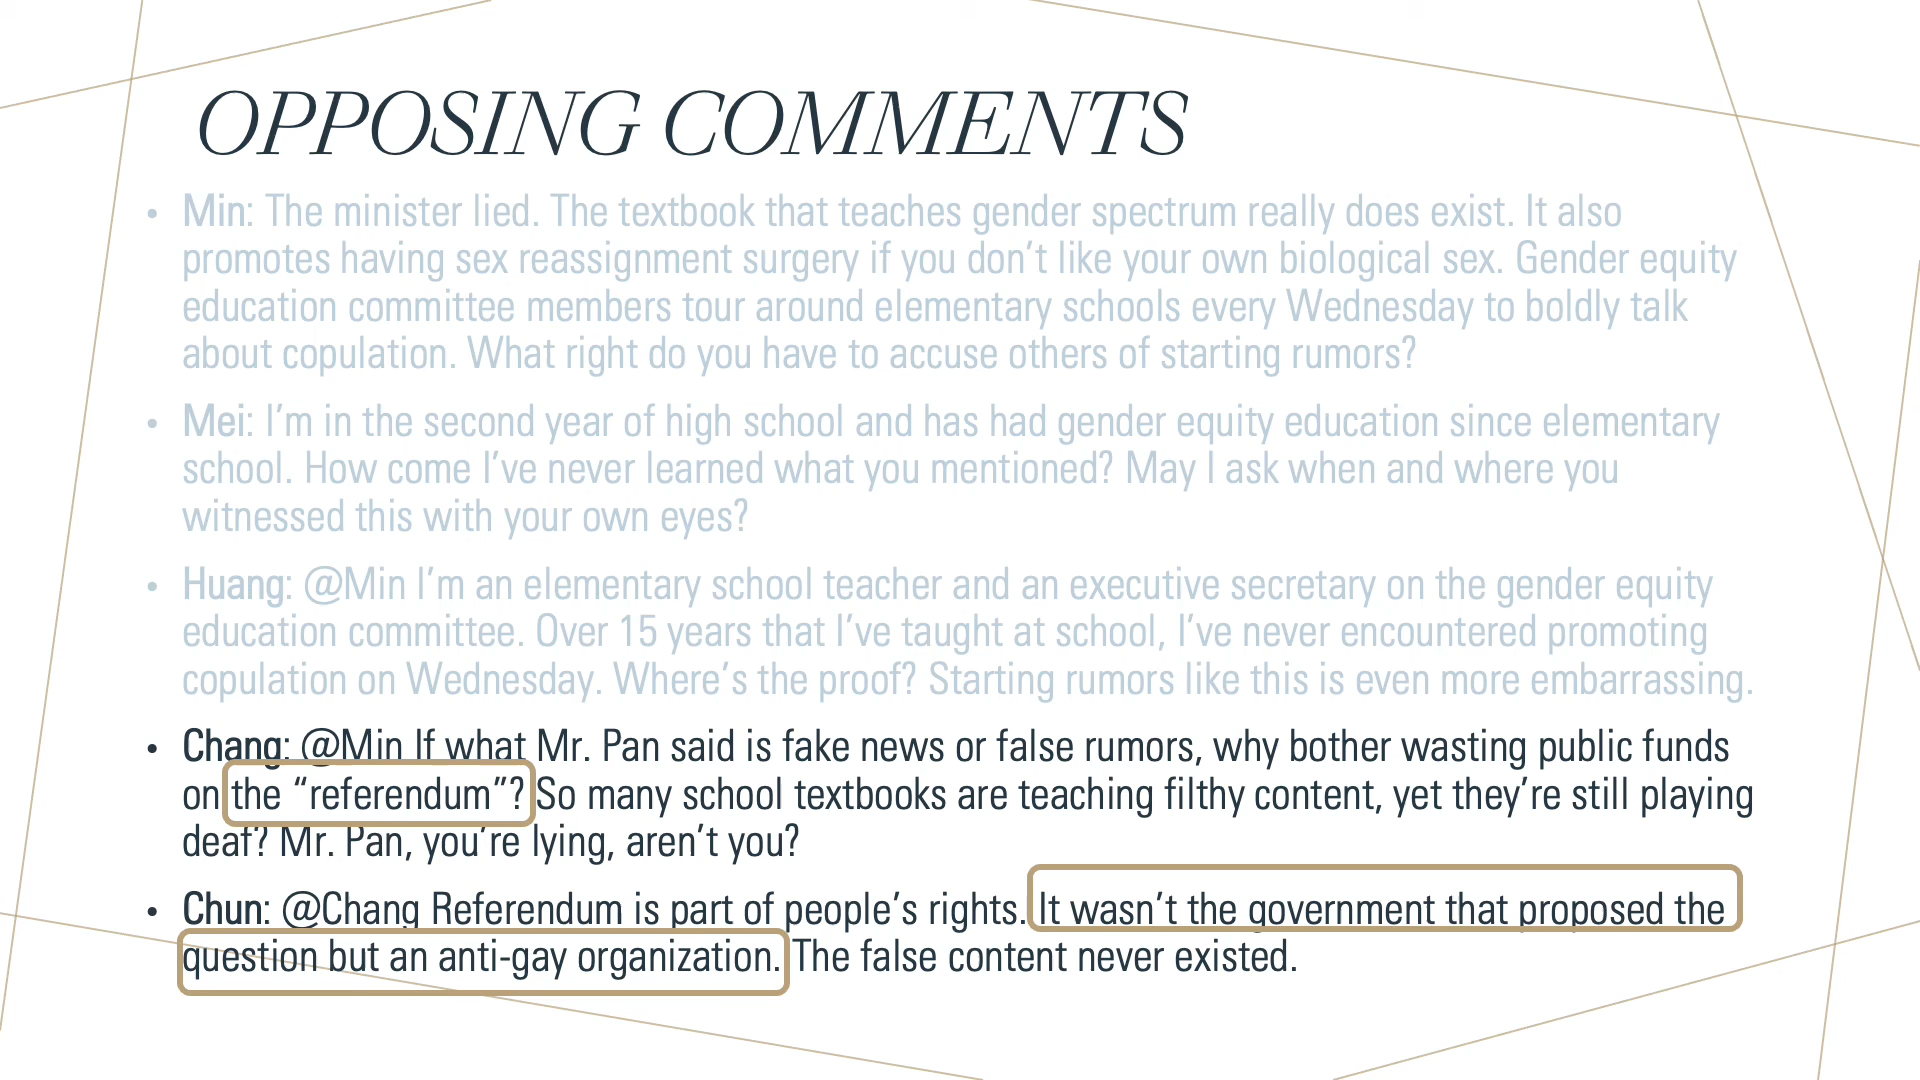 OPPOSING COMMENTS
• Min: The minister lied. The textbook that teaches gender spectrum really does exist. It also
promotes having sex reassignment surgery if you don’t like your own biological sex. Gender equity
education committee members tour around elementary schools every Wednesday to boldly talk
about copulation. What right do you have to accuse others of starting rumors?
• Mei: I’m in the second year of high school and has had gender equity education since elementary
school. How come I’ve never learned what you mentioned? May I ask when and where you
witnessed this with your own eyes?
• Huang: @Min I’m an elementary school teacher and an executive secretary on the gender equity
education committee. Over 15 years that I’ve taught at school, I’ve never encountered promoting
copulation on Wednesday. Where’s the proof? Starting rumors like this is even more embarrassing.
• Chang: @Min If what Mr. Pan said is fake news or false rumors, why bother wasting public funds
on the “referendum”? So many school textbooks are teaching filthy content, yet they’re still playing
deaf? Mr. Pan, you’re lying, aren’t you?
• Chun: @Chang Referendum is part of people’s rights. It wasn’t the government that proposed the
question but an anti-gay organization. The false content never existed.